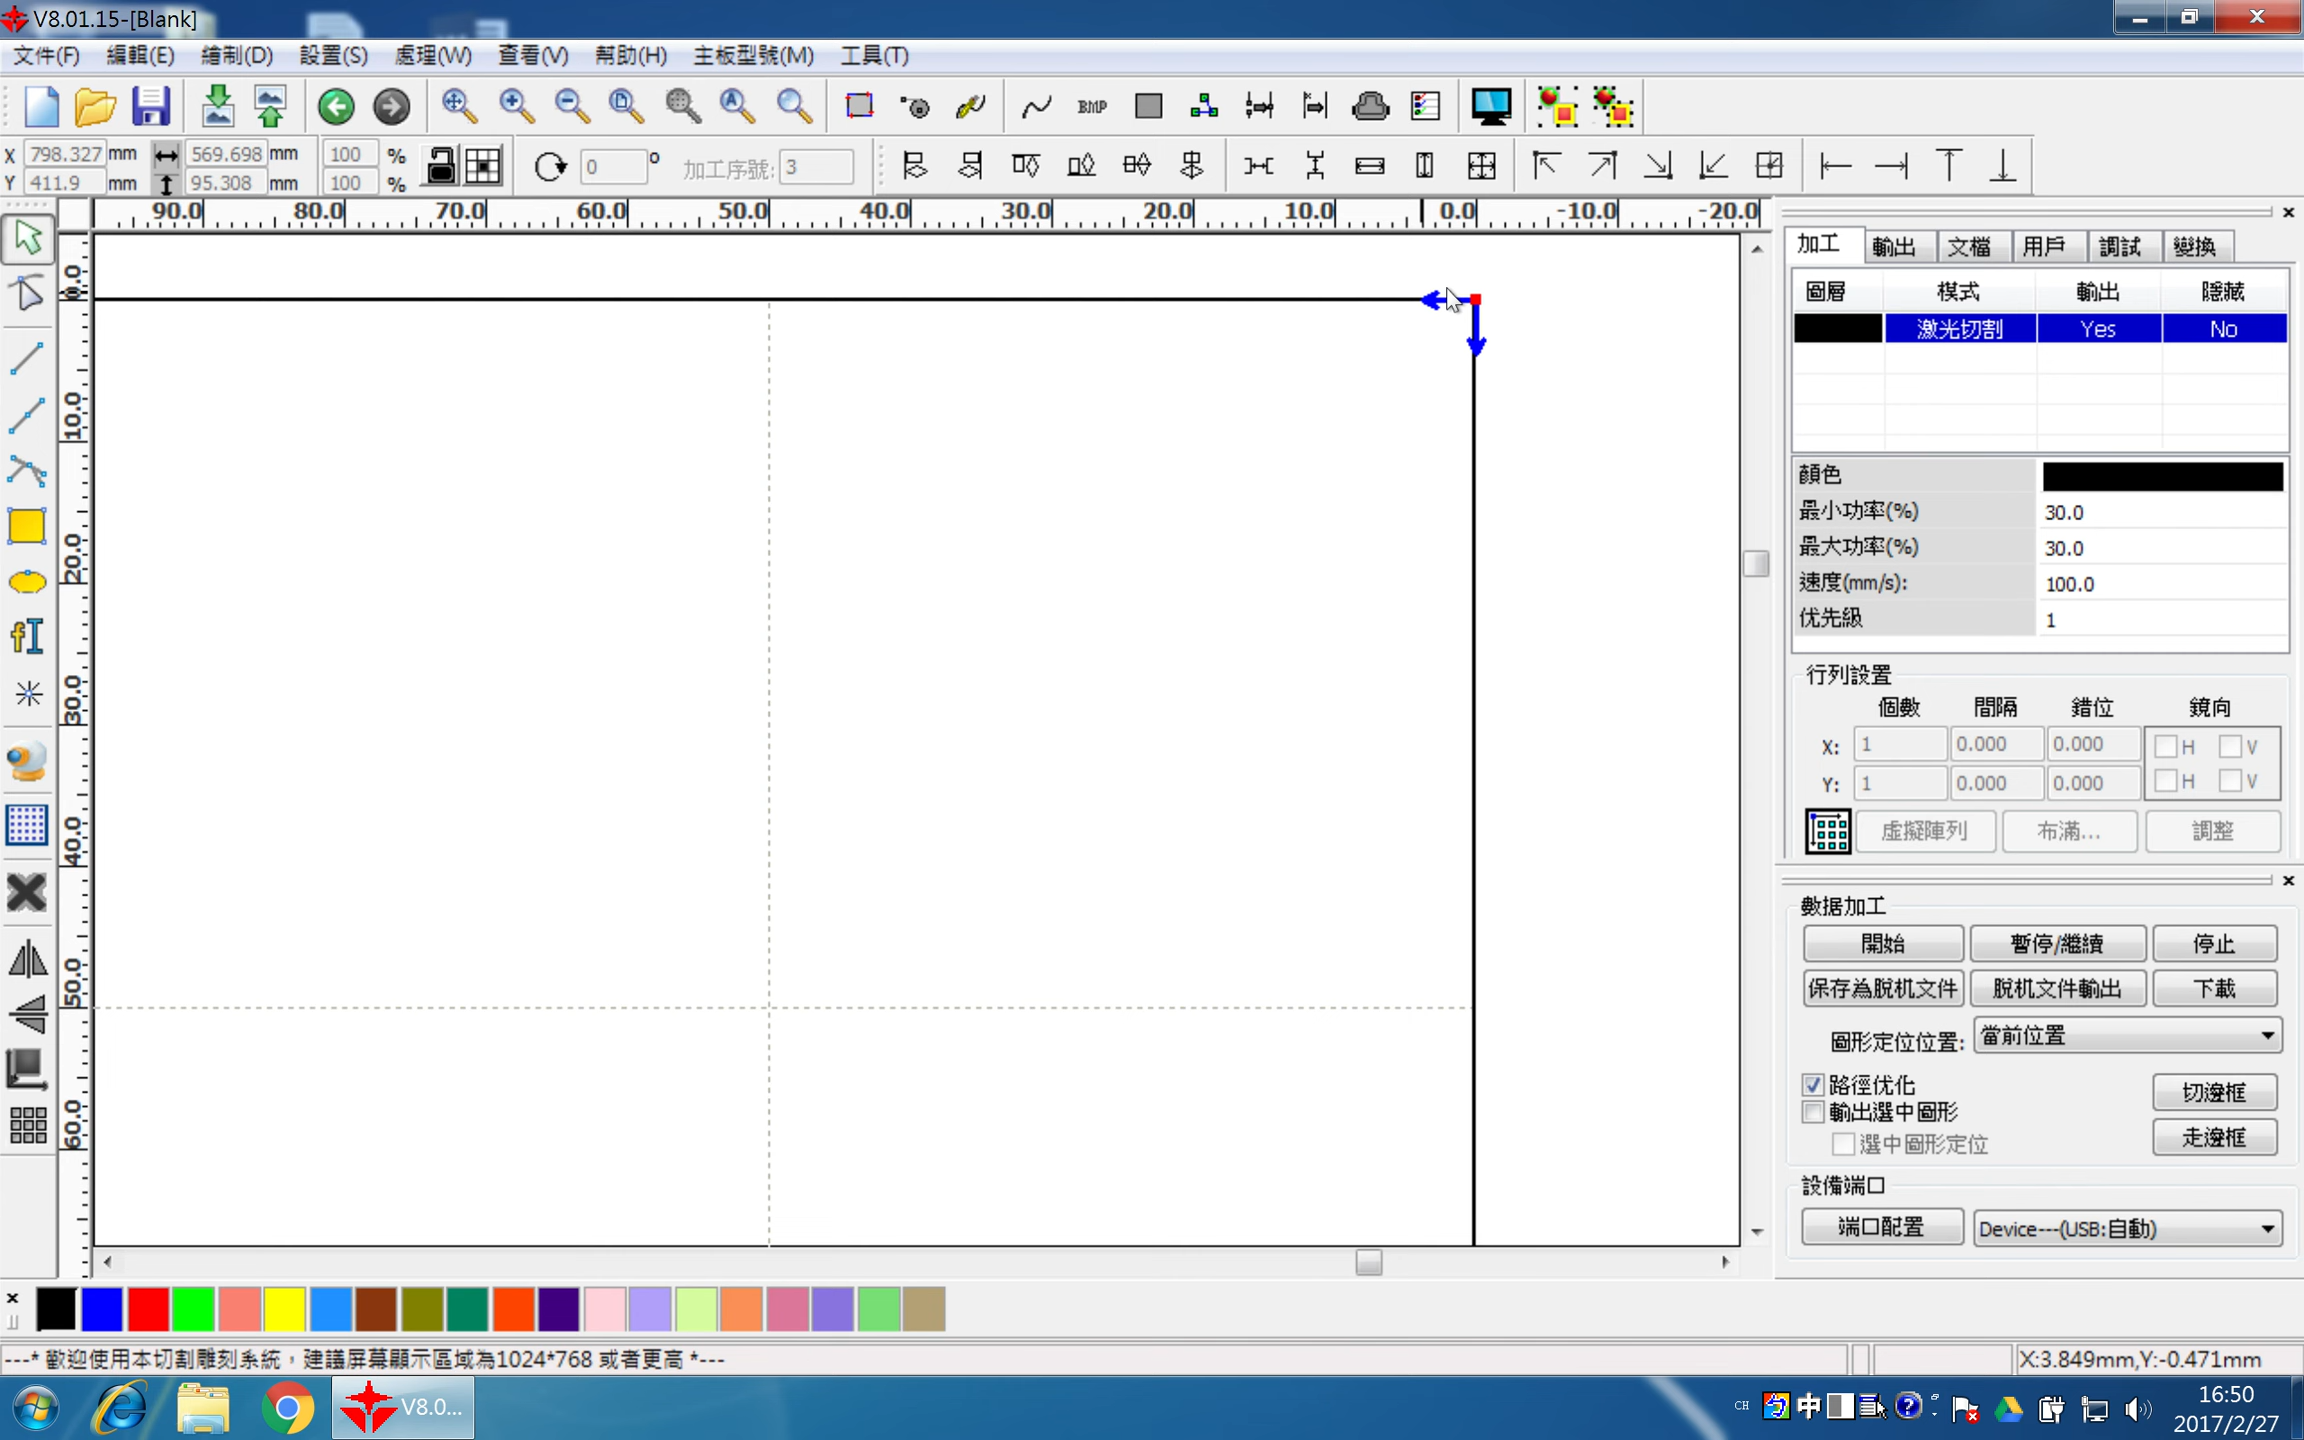 V8.01.15-[Blank]
文件(F) 編輯(E) 繪制(D) 設置(S) 處理(W) 查看(V) 幫助(H) 主板型號(M) 工具(T)
BMP
X 798.327 mm 569.698 mm 100 %
Y 411.9 mm 95.308 mm 100 %
0 ° 加工序號: 3
90.0 80.0 70.0 60.0 50.0 40.0 30.0 20.0 10.0 0.0 -10.0 -20.0
0.0
10.0
20.0
30.0
40.0
50.0
60.0
加工 輸出 文檔 用戶 調試 變換
圖層 模式 輸出 隱藏
激光切割 Yes No
顏色
最小功率(%) 30.0
最大功率(%) 30.0
速度(mm/s): 100.0
优先級 1
行列設置
個數 間隔 錯位 鏡向
X: 1 0.000 0.000 H V
Y: 1 0.000 0.000 H V
虛擬陣列 布滿... 調整
數据加工
開始 暫停/繼續 停止
保存為脫机文件 脫机文件輸出 下載
圖形定位位置: 當前位置
路徑优化
輸出選中圖形
選中圖形定位
切邊框
走邊框
設備端口
端口配置 Device---(USB:自動)
---* 歡迎使用本切割雕刻系統，建議屏幕顯示區域為1024*768 或者更高 *---
X:3.849mm,Y:-0.471mm
V8.0...
CH 中
16:50
2017/2/27